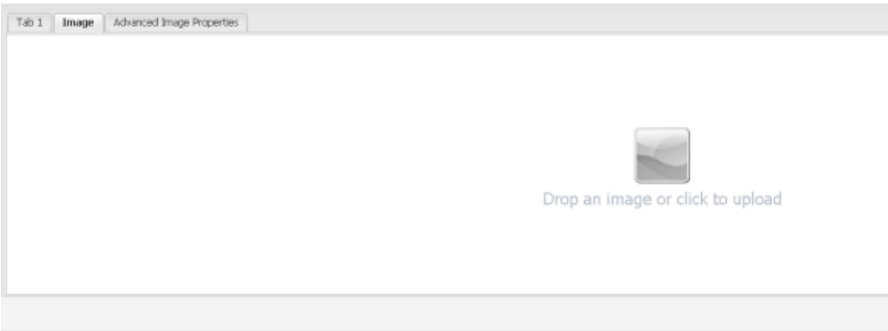 Tab 1 Image Advanced Image Properties
Drop an image or click to upload